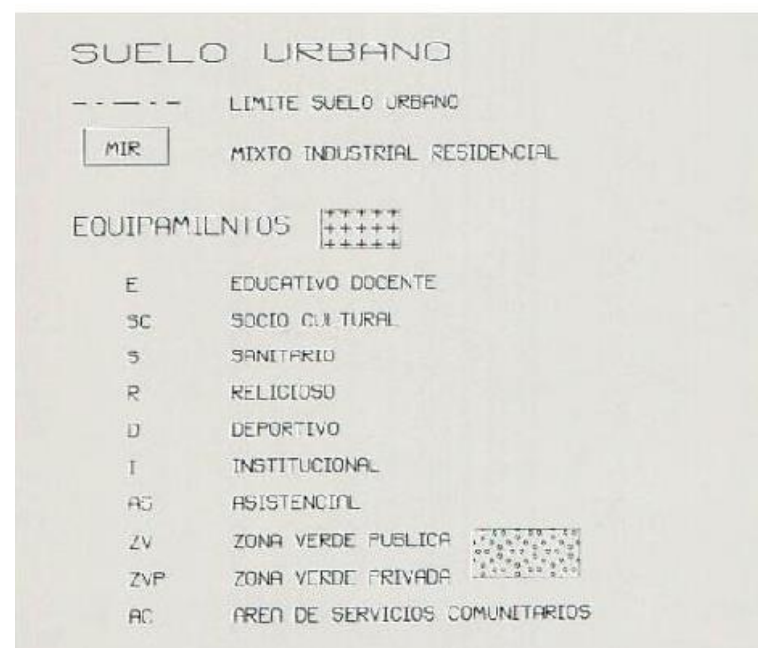 SUELO URBANO
LIMITE SUELO URBANO
MIR MIXTO INDUSTRIAL RESIDENCIAL
EQUIPAMIENTOS
E EDUCATIVO DOCENTE
SC SOCIO CULTURAL
S SANITARIO
R RELIGIOSO
D DEPORTIVO
I INSTITUCIONAL
AS ASISTENCIAL
ZV ZONA VERDE PUBLICA
ZVP ZONA VERDE PRIVADA
AC AREA DE SERVICIOS COMUNITARIOS